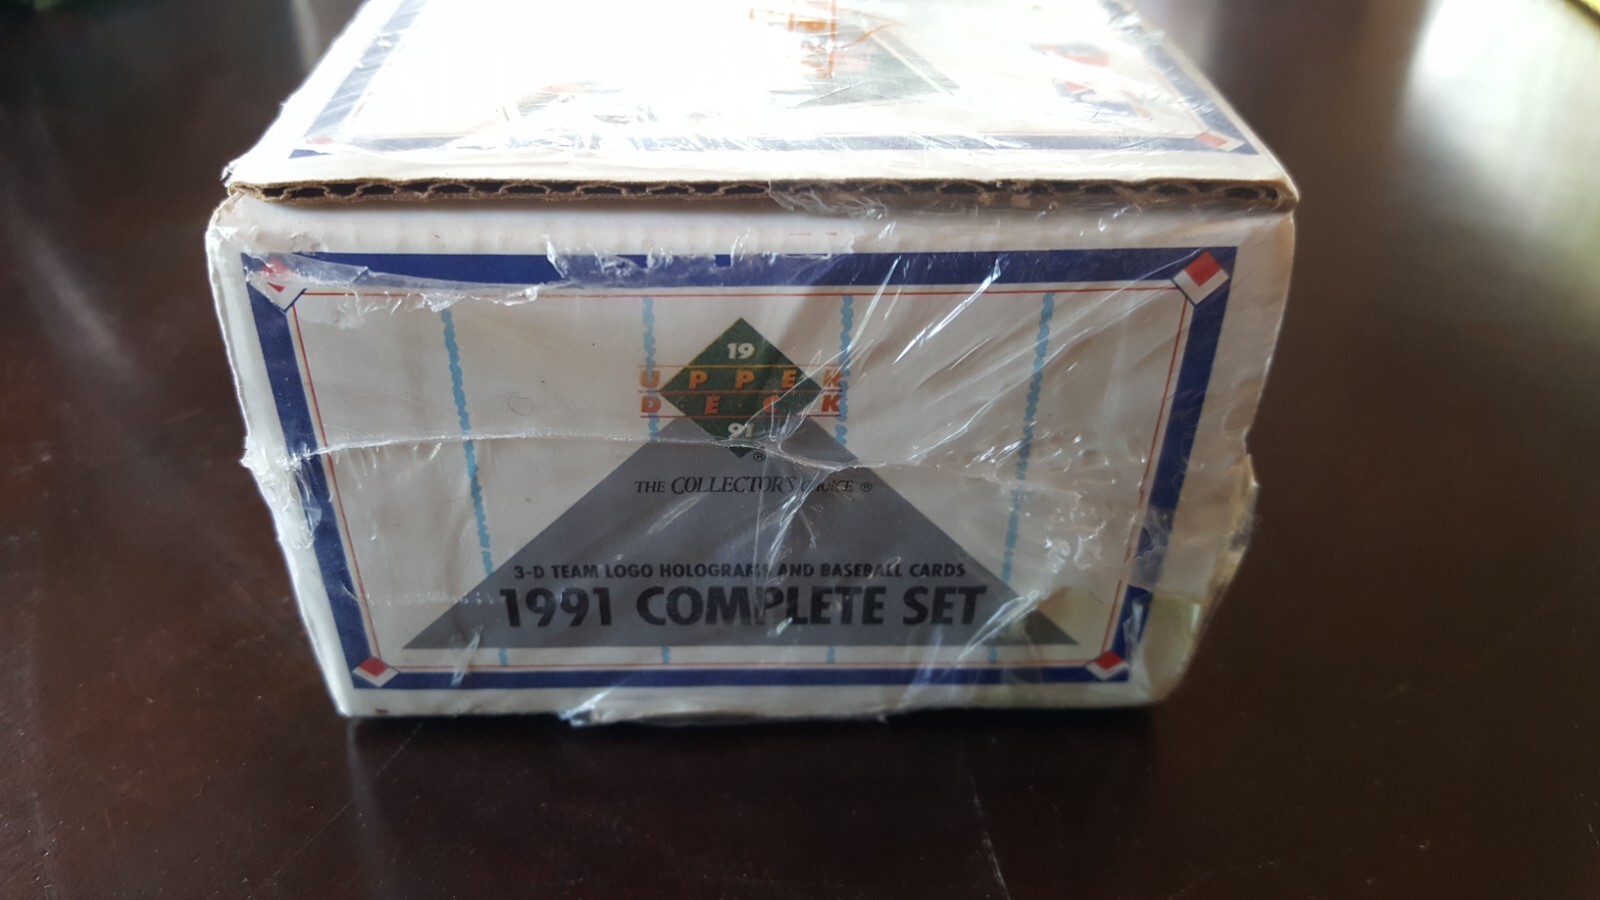 19
UPPER
DECK
91
®
THE COLLECTOR'S CHOICE ®
3-D TEAM LOGO HOLOGRAMS AND BASEBALL CARDS
1991 COMPLETE SET